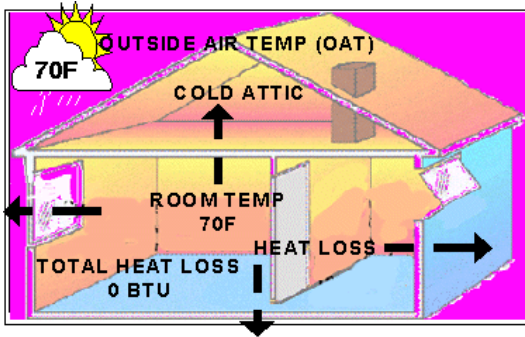 OUTSIDE AIR TEMP (OAT)
70F
COLD ATTIC
ROOM TEMP
70F
HEAT LOSS
TOTAL HEAT LOSS
0 BTU